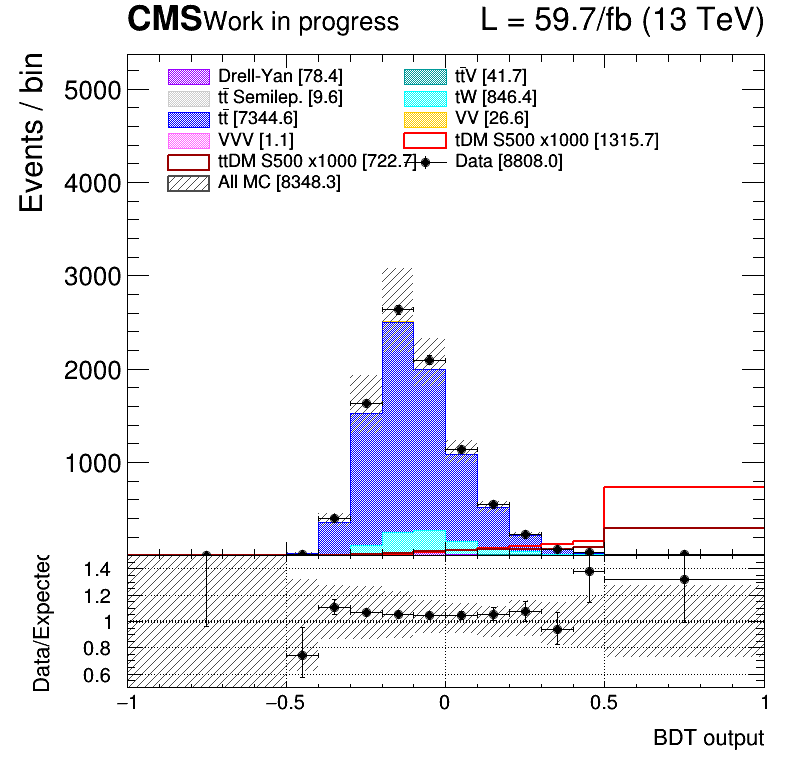 CMS Work in progress L = 59.7/fb (13 TeV)
Events / bin
5000
4000
3000
2000
1000
Drell-Yan [78.4] tt̄V [41.7]
tt̄ Semilep. [9.6] tW [846.4]
tt̄ [7344.6] VV [26.6]
VVV [1.1] tDM S500 x1000 [1315.7]
ttDM S500 x1000 [722.7] Data [8808.0]
All MC [8348.3]
Data/Expected
1.4
1.2
1
0.8
0.6
−1 −0.5 0 0.5 1
BDT output